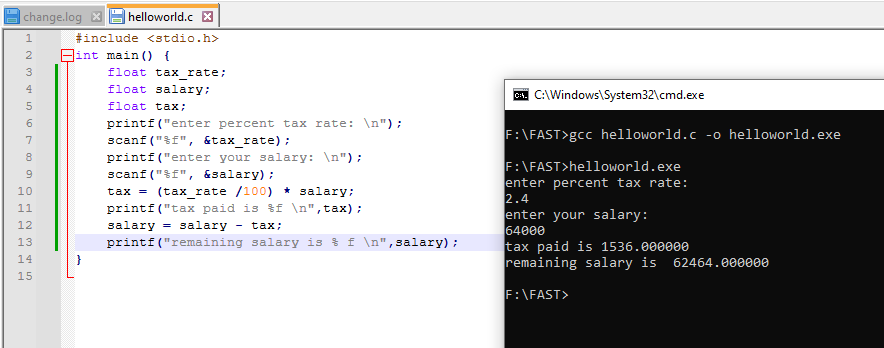 change.log
helloworld.c
1 #include <stdio.h>
2 int main() {
3 float tax_rate;
4 float salary;
5 float tax;
6 printf("enter percent tax rate: \n");
7 scanf("%f", &tax_rate);
8 printf("enter your salary: \n");
9 scanf("%f", &salary);
10 tax = (tax_rate /100) * salary;
11 printf("tax paid is %f \n",tax);
12 salary = salary - tax;
13 printf("remaining salary is % f \n",salary);
14 }
15
C:\Windows\System32\cmd.exe
F:\FAST>gcc helloworld.c -o helloworld.exe
F:\FAST>helloworld.exe
enter percent tax rate:
2.4
enter your salary:
64000
tax paid is 1536.000000
remaining salary is  62464.000000
F:\FAST>